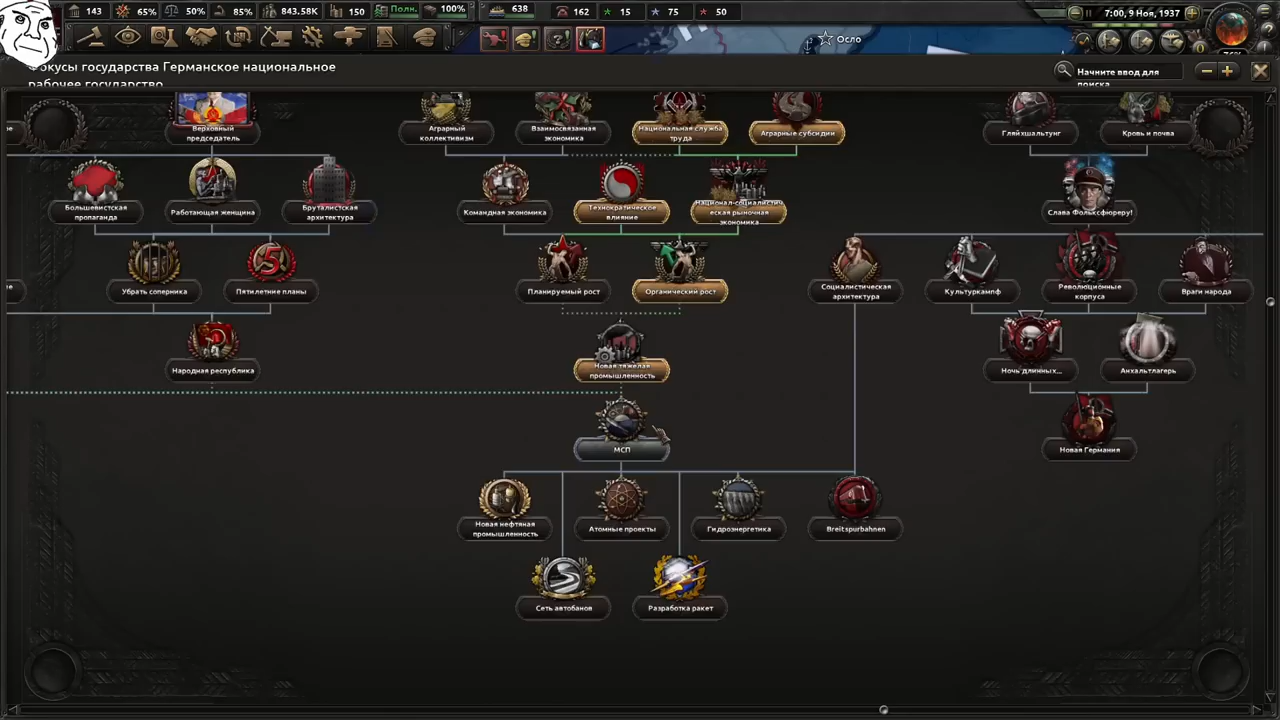 143 65% 50% 85% 843.58K 150 Полн. 100% 638 162 15 75 50 7:00, 9 Ноя, 1937
Осло
Фокусы государства Германское национальное
рабочее государство
Начните ввод для
поиска
Верховный
председатель
Аграрный
коллективизм
Взаимосвязанная
экономика
Национальная служба
труда
Аграрные субсидии
Гляйхшальтунг
Кровь и почва
Большевистская
пропаганда
Работающая женщина
Бруталистская
архитектура
Командная экономика
Технократическое
влияние
Национал-социалистич
еская рыночная
экономика
Слава Фольксфюреру!
Убрать соперника
Пятилетние планы
Планируемый рост
Органический рост
Социалистическая
архитектура
Культуркампф
Революционные
корпуса
Враги народа
Народная республика
Новая тяжелая
промышленность
Ночь длинных...
Анхальтлагерь
МСП
Новая Германия
Новая нефтяная
промышленность
Атомные проекты
Гидроэнергетика
Breitspurbahnen
Сеть автобанов
Разработка ракет